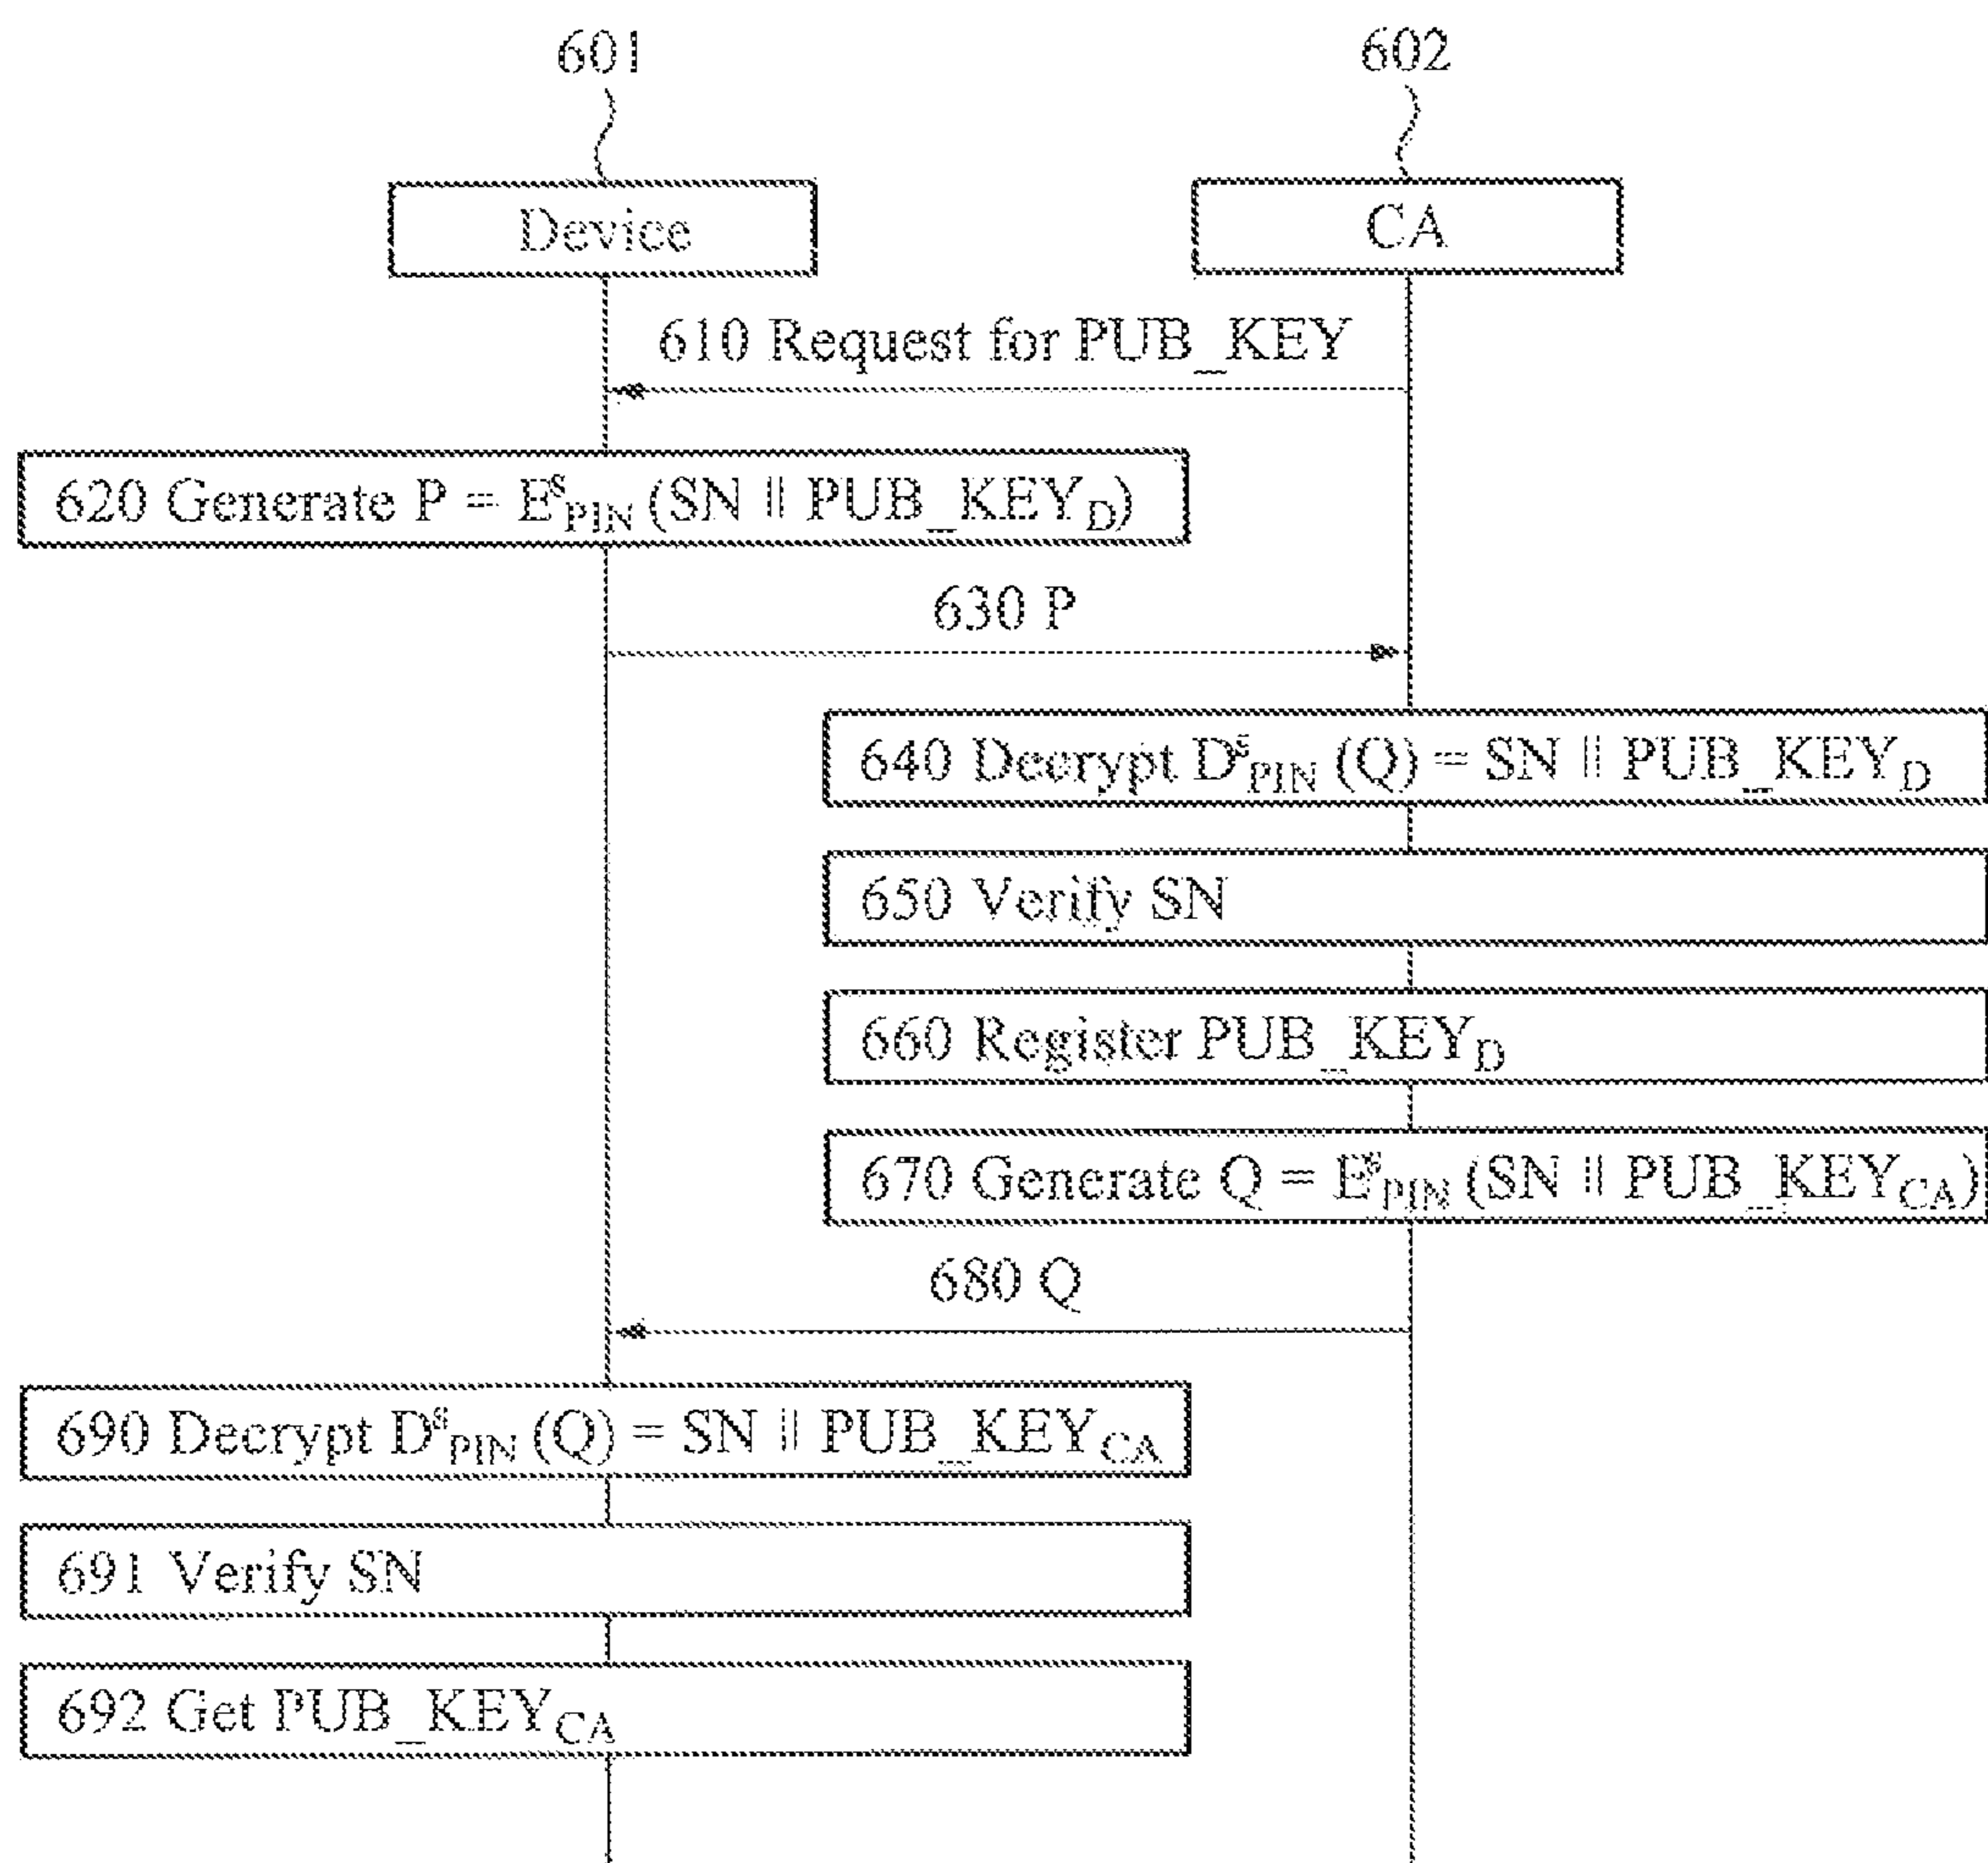 601
602
Device
CA
610 Request for PUB_KEY
620 Generate P = E^s_PIN (SN || PUB_KEY_D)
630 P
640 Decrypt D^s_PIN (Q) = SN || PUB_KEY_D
650 Verify SN
660 Register PUB_KEY_D
670 Generate Q = E^s_PIN (SN || PUB_KEY_CA)
680 Q
690 Decrypt D^s_PIN (Q) = SN || PUB_KEY_CA
691 Verify SN
692 Get PUB_KEY_CA